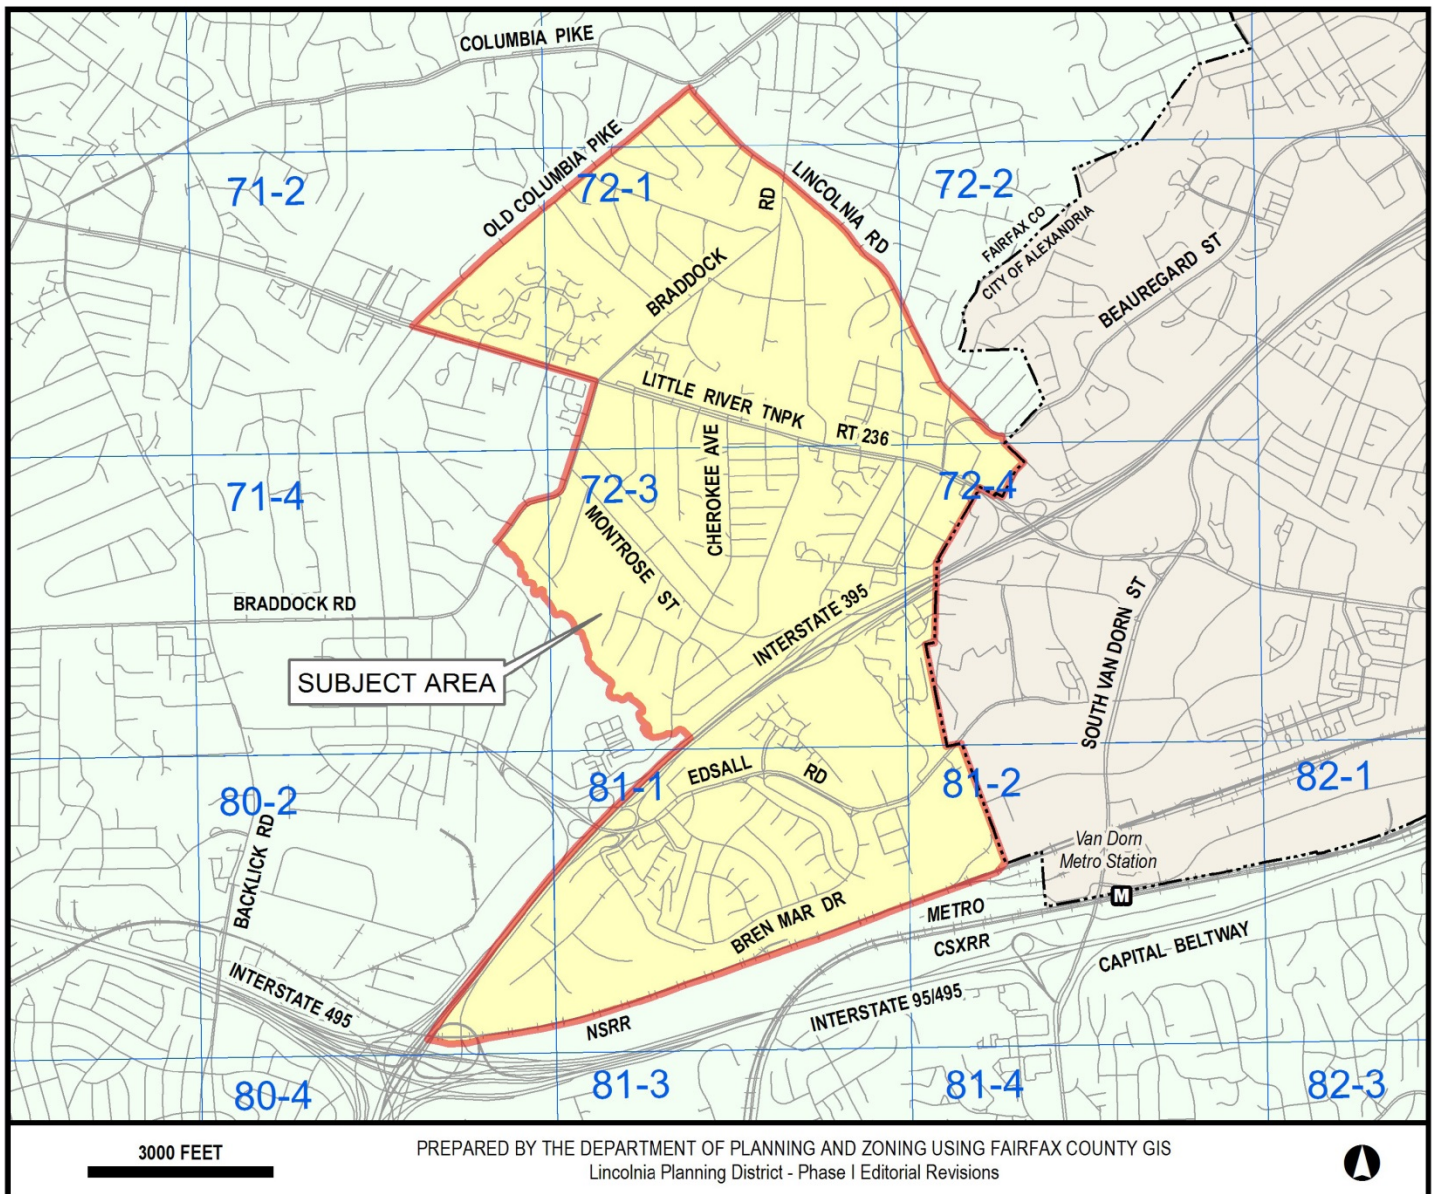 COLUMBIA PIKE
OLD COLUMBIA PIKE
71-2
72-1
RD
LINCOLNIA RD
72-2
FAIRFAX CO
CITY OF ALEXANDRIA
BEAUREGARD ST
BRADDOCK
LITTLE RIVER TNPK
RT 236
71-4
72-3
CHEROKEE AVE
72-4
MONTROSE ST
BRADDOCK RD
INTERSTATE 395
SOUTH VAN DORN ST
SUBJECT AREA
80-2
81-1
EDSALL RD
81-2
82-1
BACKLICK RD
Van Dorn
Metro Station
M
BREN MAR DR
METRO
CSXRR
CAPITAL BELTWAY
INTERSTATE 495
NSRR
INTERSTATE 95/495
80-4
81-3
81-4
82-3
3000 FEET
PREPARED BY THE DEPARTMENT OF PLANNING AND ZONING USING FAIRFAX COUNTY GIS
Lincolnia Planning District - Phase I Editorial Revisions